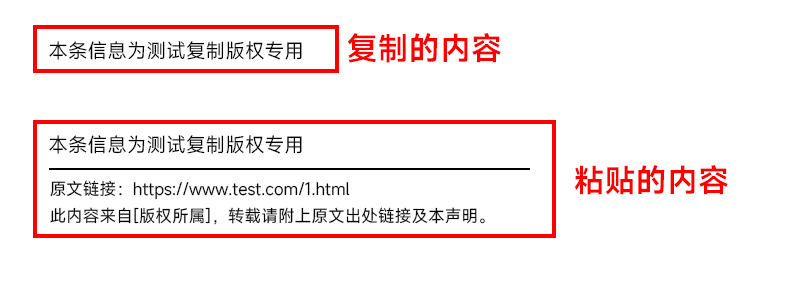 本条信息为测试复制版权专用 复制的内容
本条信息为测试复制版权专用
原文链接：https://www.test.com/1.html
粘贴的内容
此内容来自[版权所属]，转载请附上原文出处链接及本声明。